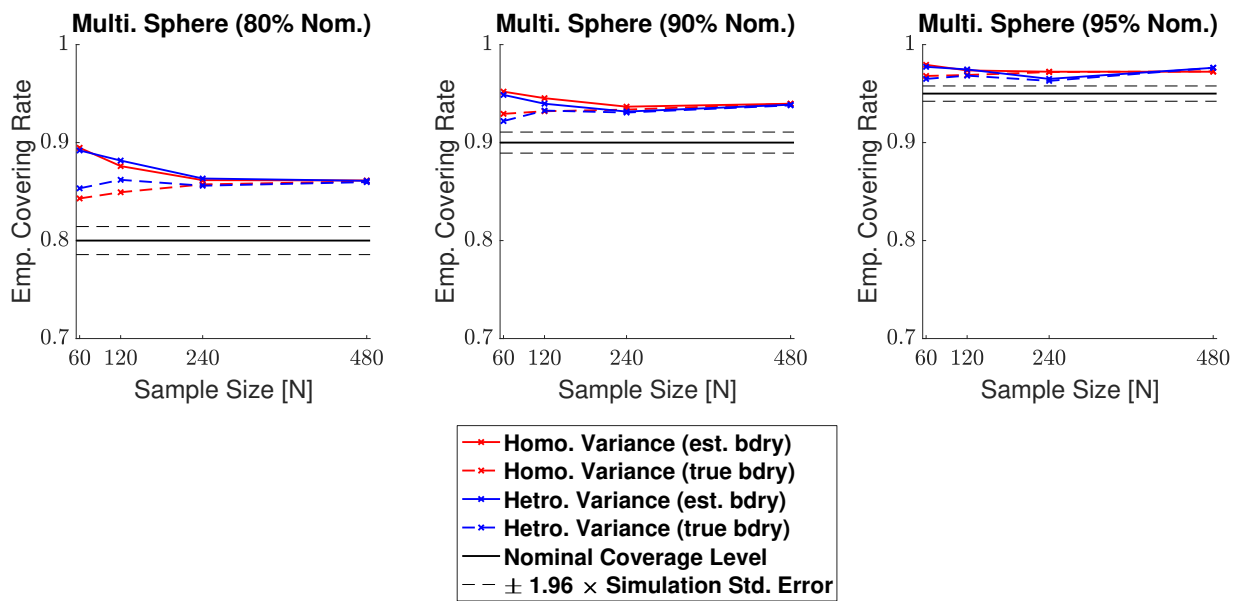 Multi. Sphere (80% Nom.)
1
0.9
0.8
0.7
60 120 240 480
Emp. Covering Rate
Sample Size [N]
Multi. Sphere (90% Nom.)
1
0.9
0.8
0.7
60 120 240 480
Emp. Covering Rate
Sample Size [N]
Multi. Sphere (95% Nom.)
1
0.9
0.8
0.7
60 120 240 480
Emp. Covering Rate
Sample Size [N]
Homo. Variance (est. bdry)
Homo. Variance (true bdry)
Hetro. Variance (est. bdry)
Hetro. Variance (true bdry)
Nominal Coverage Level
± 1.96 × Simulation Std. Error